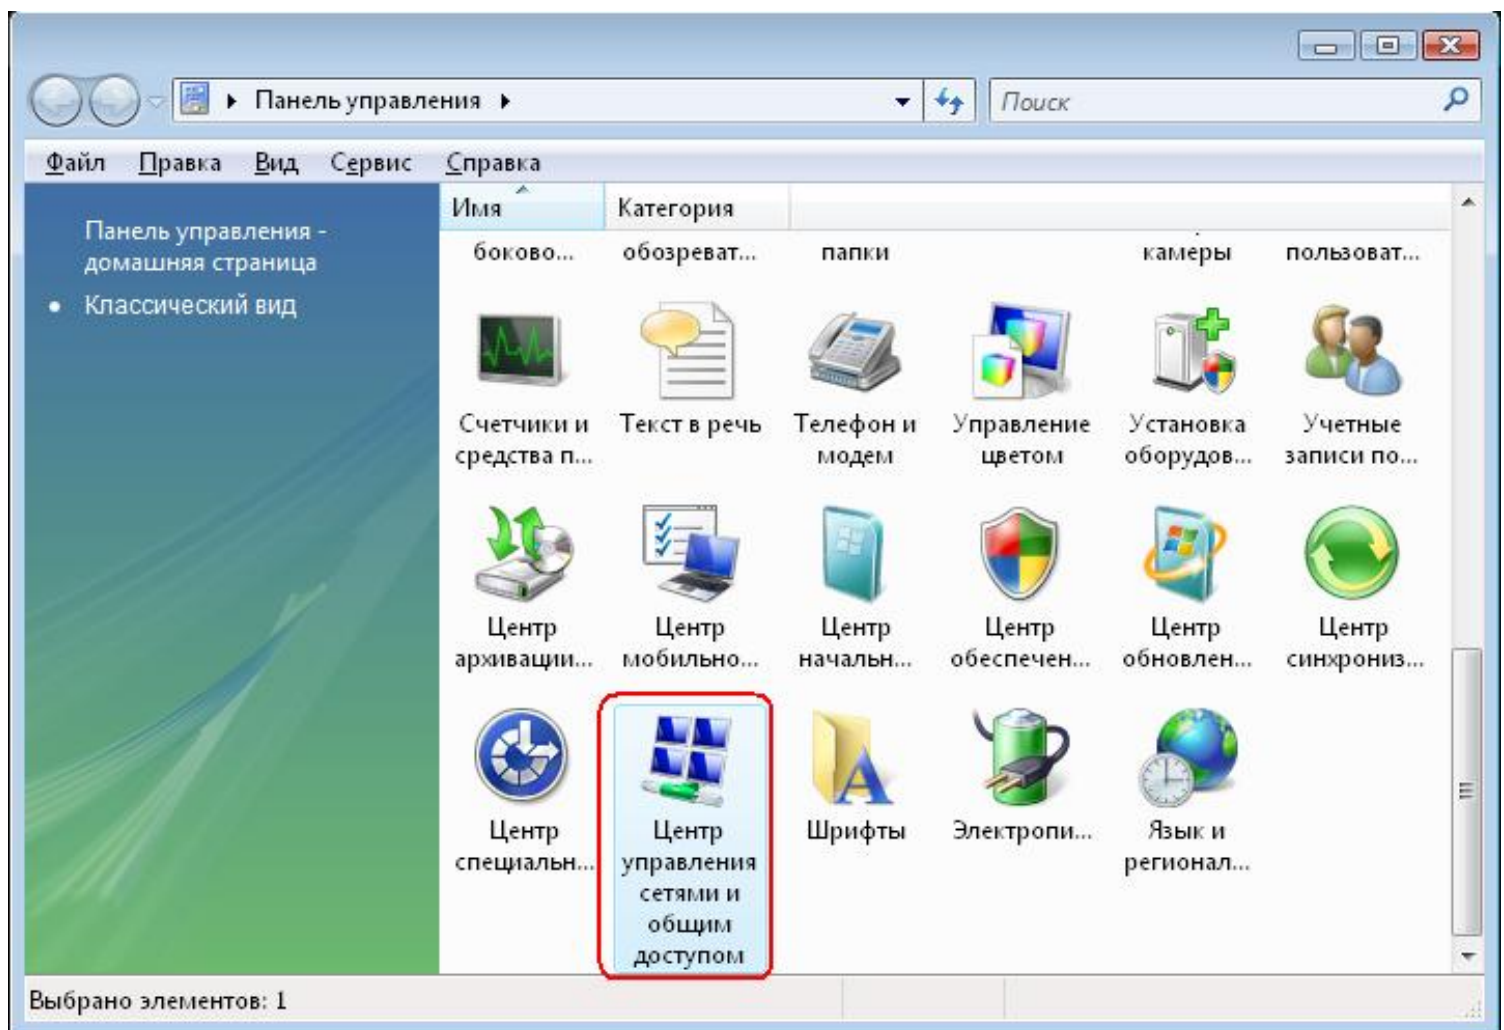 Панель управления
Поиск
Файл Правка Вид Сервис Справка
Панель управления -
домашняя страница
Классический вид
Имя Категория
боково... обозреват... папки камеры пользоват...
Счетчики и Текст в речь Телефон и Управление Установка Учетные
средства п... модем цветом оборудов... записи по...
Центр Центр Центр Центр Центр Центр
архивации... мобильно... начальн... обеспечен... обновлен... синхрониз...
Центр Центр Шрифты Электропи... Язык и
специальн... управления регионал...
сетями и
общим
доступом
Выбрано элементов: 1